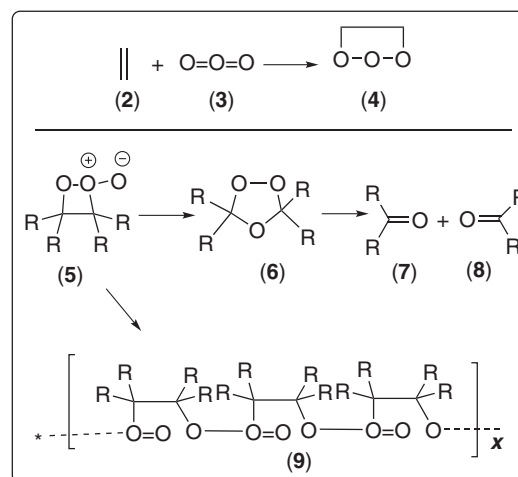 + O=O=O O-O-O
(2) (3) (4)
⊕ ⊖
O-O-O R O-O R R R
R R R R R O R R O + O R
(5) (6) (7) (8)
R R R R R R R R R R R R
* O=O O O=O O O=O O x
(9)